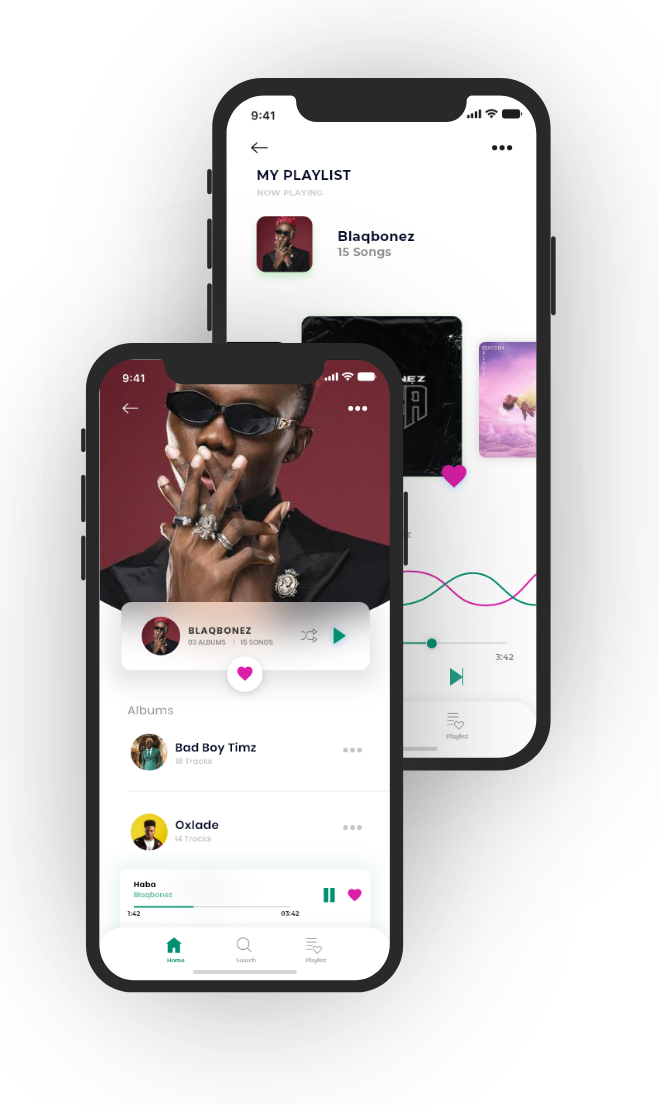 9:41
MY PLAYLIST
NOW PLAYING
Blaqbonez
15 Songs
3:42
Playlist
9:41
BLAQBONEZ
03 ALBUMS | 15 SONGS
Albums
Bad Boy Timz
18 Tracks
Oxlade
14 Tracks
Haba
Blaqbonez
1:42
03:42
Home
Search
Playlist